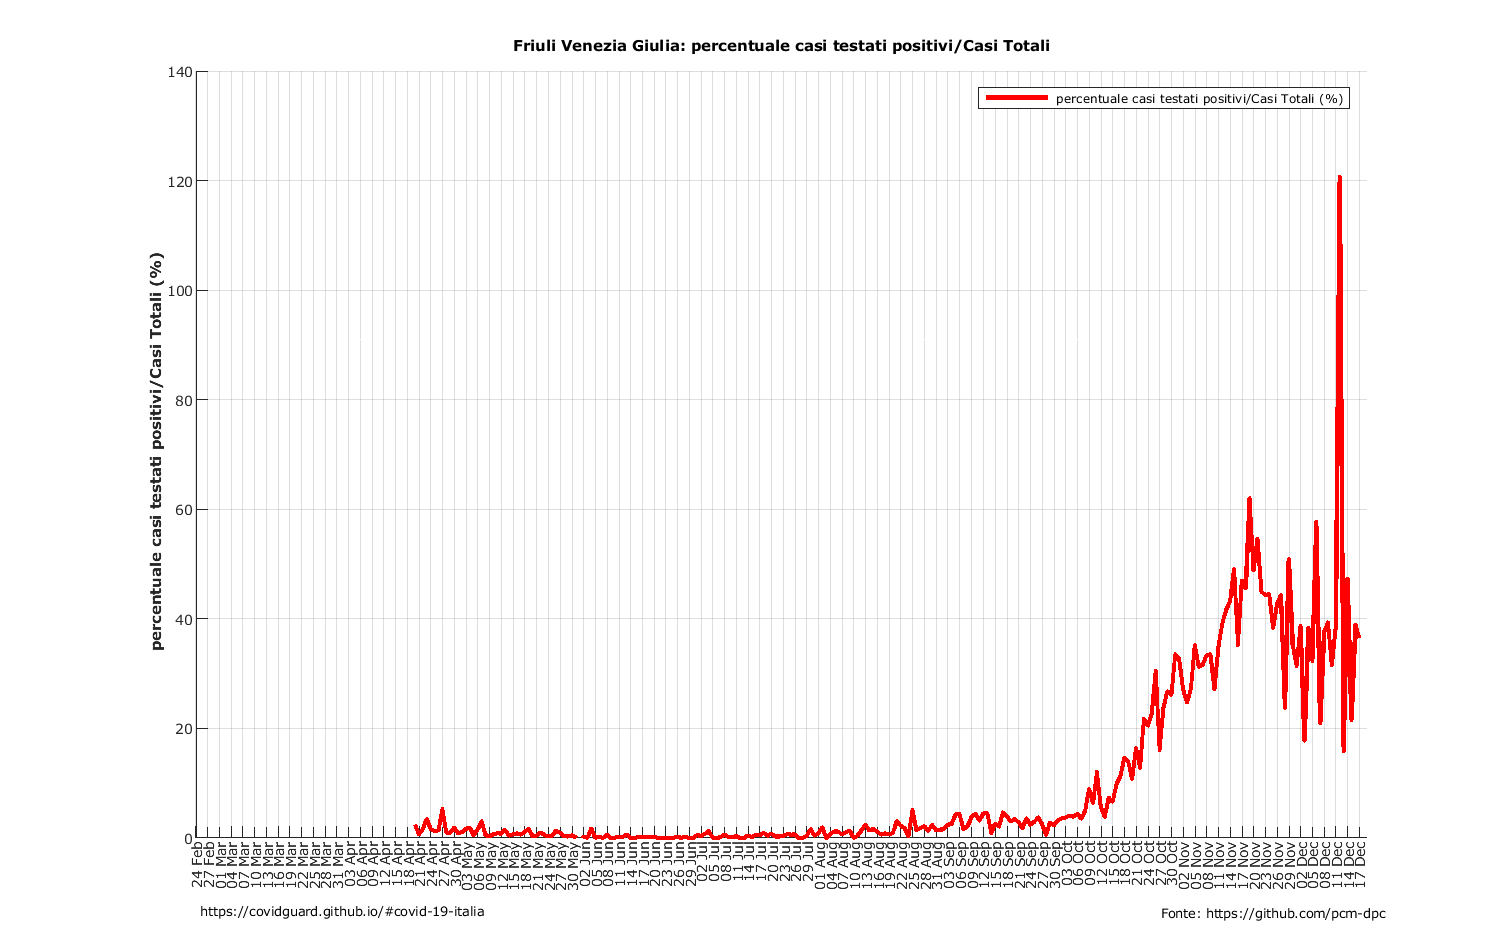 Friuli Venezia Giulia: percentuale casi testati positivi/Casi Totali
percentuale casi testati positivi/Casi Totali (%)
percentuale casi testati positivi/Casi Totali (%)
140
120
100
80
60
40
20
0
24 Feb
27 Feb
01 Mar
04 Mar
07 Mar
10 Mar
13 Mar
16 Mar
19 Mar
22 Mar
25 Mar
28 Mar
31 Mar
03 Apr
06 Apr
09 Apr
12 Apr
15 Apr
18 Apr
21 Apr
24 Apr
27 Apr
30 Apr
03 May
06 May
09 May
12 May
15 May
18 May
21 May
24 May
27 May
30 May
02 Jun
05 Jun
08 Jun
11 Jun
14 Jun
17 Jun
20 Jun
23 Jun
26 Jun
29 Jun
02 Jul
05 Jul
08 Jul
11 Jul
14 Jul
17 Jul
20 Jul
23 Jul
26 Jul
29 Jul
01 Aug
04 Aug
07 Aug
10 Aug
13 Aug
16 Aug
19 Aug
22 Aug
25 Aug
28 Aug
31 Aug
03 Sep
06 Sep
09 Sep
12 Sep
15 Sep
18 Sep
21 Sep
24 Sep
27 Sep
30 Sep
03 Oct
06 Oct
09 Oct
12 Oct
15 Oct
18 Oct
21 Oct
24 Oct
27 Oct
30 Oct
02 Nov
05 Nov
08 Nov
11 Nov
14 Nov
17 Nov
20 Nov
23 Nov
26 Nov
29 Nov
02 Dec
05 Dec
08 Dec
11 Dec
14 Dec
17 Dec
https://covidguard.github.io/#covid-19-italia
Fonte: https://github.com/pcm-dpc